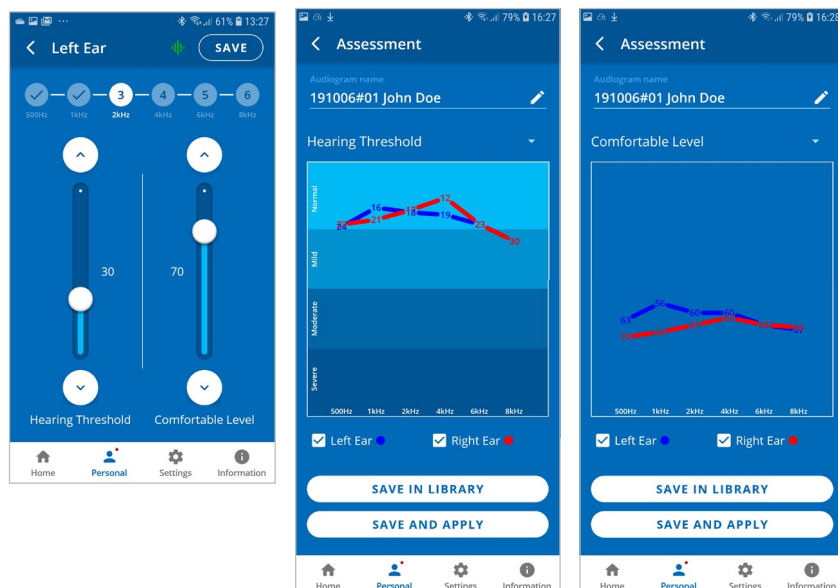 61% 13:27
Left Ear
SAVE
3 4 5 6
500Hz 1kHz 2kHz 4kHz 6kHz 8kHz
30
70
Hearing Threshold Comfortable Level
Home Personal Settings Information
79% 16:27
Assessment
Audiogram name
191006#01 John Doe
Hearing Threshold
Normal
Mild
Moderate
Severe
24 16 18 19
21 12 23 30
500Hz 1kHz 2kHz 4kHz 6kHz 8kHz
Left Ear Right Ear
SAVE IN LIBRARY
SAVE AND APPLY
Home Personal Settings Information
79% 16:28
Assessment
Audiogram name
191006#01 John Doe
Comfortable Level
63 56 60 60 67
500Hz 1kHz 2kHz 4kHz 6kHz 8kHz
Left Ear Right Ear
SAVE IN LIBRARY
SAVE AND APPLY
Home Personal Settings Information